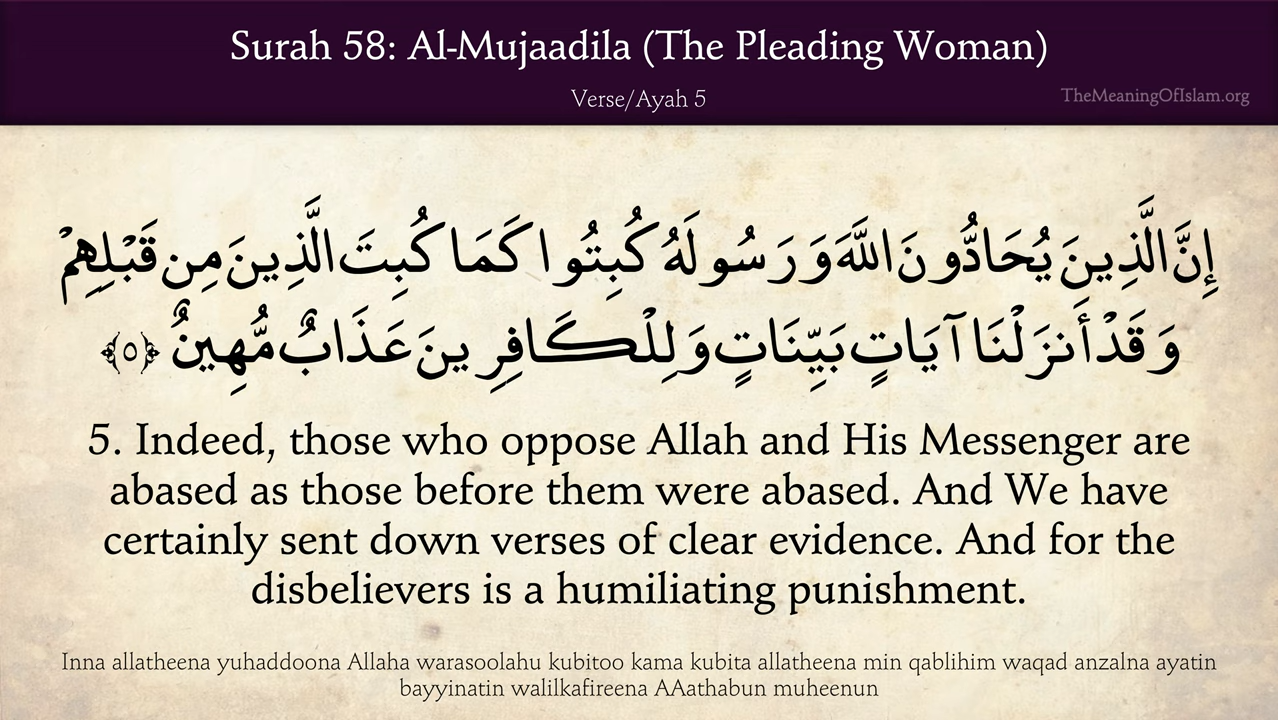 Surah 58: Al-Mujaadila (The Pleading Woman)
Verse/Ayah 5
TheMeaningOfIslam.org
إِنَّ الَّذِينَ يُحَادُّونَ اللَّهَ وَرَسُولَهُ كُبِتُوا كَمَا كُبِتَ الَّذِينَ مِن قَبْلِهِمْ
وَقَدْ أَنزَلْنَا آيَاتٍ بَيِّنَاتٍ وَلِلْكَافِرِينَ عَذَابٌ مُّهِينٌ ﴿٥﴾
5. Indeed, those who oppose Allah and His Messenger are
abased as those before them were abased. And We have
certainly sent down verses of clear evidence. And for the
disbelievers is a humiliating punishment.
Inna allatheena yuhaddoona Allaha warasoolahu kubitoo kama kubita allatheena min qablihim waqad anzalna ayatin
bayyinatin walilkafireena AAathabun muheenun